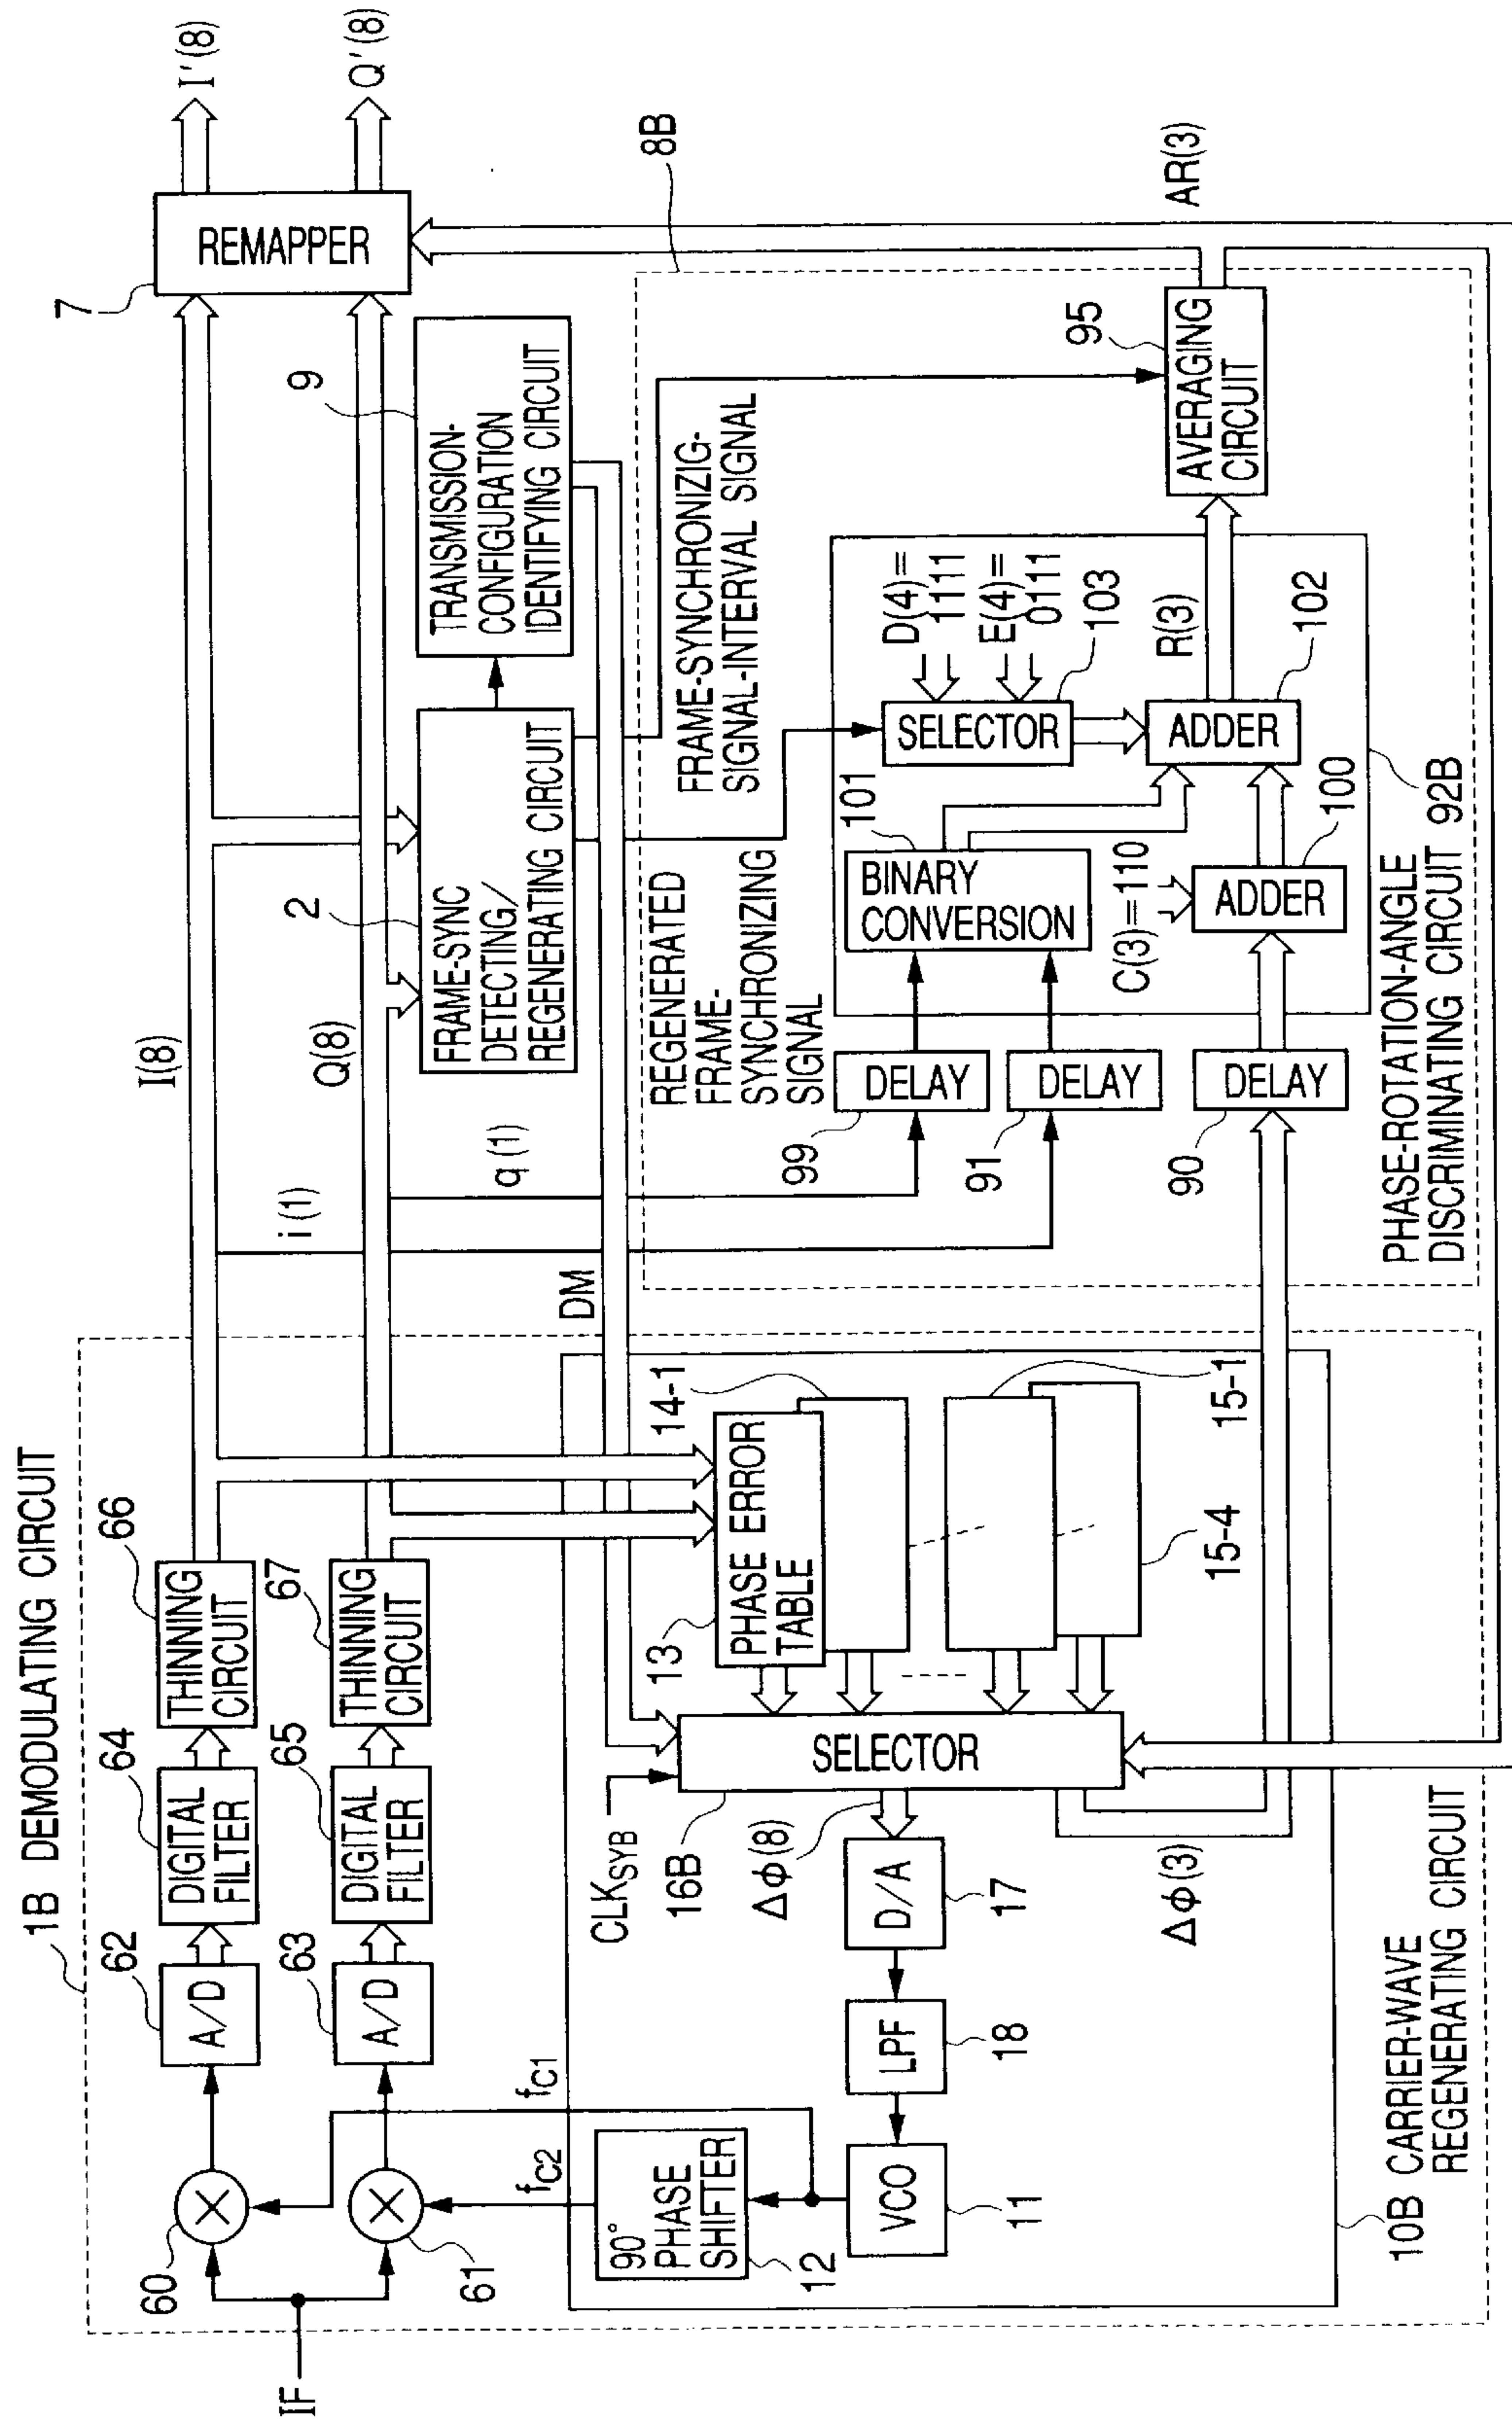 1B DEMODULATING CIRCUIT
IF
60
61
62
A/D
63
A/D
64
DIGITAL
FILTER
65
DIGITAL
FILTER
66
THINNING
CIRCUIT
67
THINNING
CIRCUIT
I(8)
Q(8)
i(1)
q(1)
DM
7
REMAPPER
I'(8)
Q'(8)
2
FRAME-SYNC
DETECTING/
REGENERATING CIRCUIT
9
TRANSMISSION-
CONFIGURATION
IDENTIFYING CIRCUIT
fC1
fC2
90°
PHASE
SHIFTER
12
VCO
11
LPF
18
D/A
17
Δφ(8)
16B
CLKSYB
SELECTOR
13
PHASE ERROR
TABLE
14-1
15-1
15-4
Δφ(3)
10B CARRIER-WAVE
REGENERATING CIRCUIT
REGENERATED
FRAME-
SYNCHRONIZING
SIGNAL
FRAME-SYNCHRONIZIG-
SIGNAL-INTERVAL SIGNAL
8B
99
DELAY
91
DELAY
90
DELAY
101
BINARY
CONVERSION
C(3)=110
ADDER
100
SELECTOR
103
D(4)=
1111
E(4)=
0111
ADDER
102
R(3)
95
AVERAGING
CIRCUIT
AR(3)
PHASE-ROTATION-ANGLE
DISCRIMINATING CIRCUIT 92B